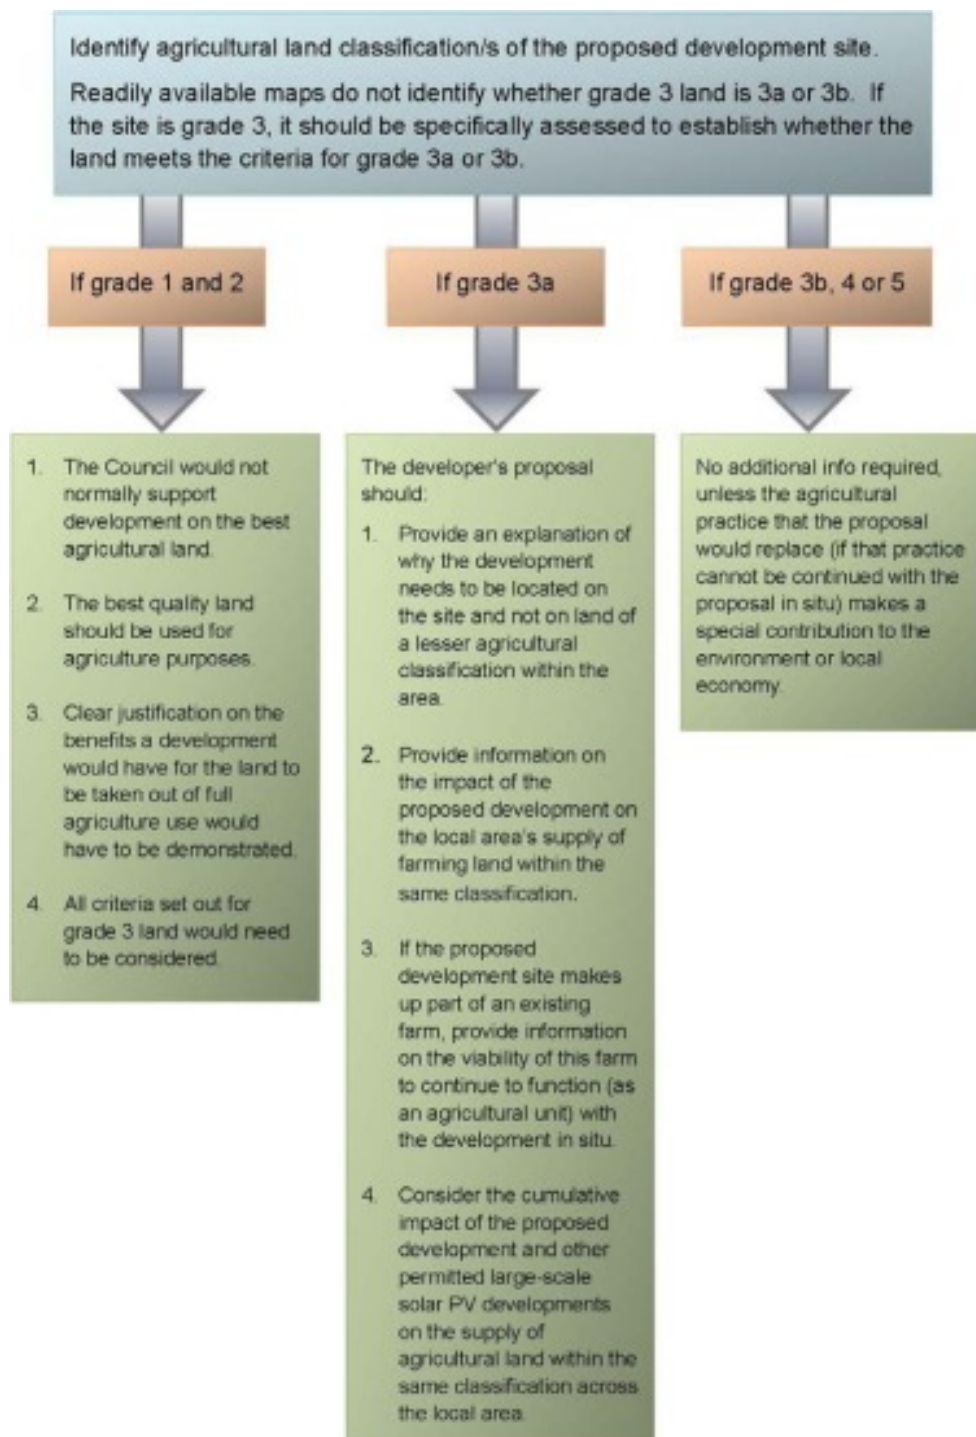 Identify agricultural land classification/s of the proposed development site.
Readily available maps do not identify whether grade 3 land is 3a or 3b. If
the site is grade 3, it should be specifically assessed to establish whether the
land meets the criteria for grade 3a or 3b.
If grade 1 and 2
If grade 3a
If grade 3b, 4 or 5
1. The Council would not
normally support
development on the best
agricultural land.
2. The best quality land
should be used for
agriculture purposes.
3. Clear justification on the
benefits a development
would have for the land to
be taken out of full
agriculture use would
have to be demonstrated.
4. All criteria set out for
grade 3 land would need
to be considered.
The developer's proposal
should:
1. Provide an explanation of
why the development
needs to be located on
the site and not on land of
a lesser agricultural
classification within the
area.
2. Provide information on
the impact of the
proposed development on
the local area's supply of
farming land within the
same classification.
3. If the proposed
development site makes
up part of an existing
farm, provide information
on the viability of this farm
to continue to function (as
an agricultural unit) with
the development in situ.
4. Consider the cumulative
impact of the proposed
development and other
permitted large-scale
solar PV developments
on the supply of
agricultural land within the
same classification across
the local area.
No additional info required,
unless the agricultural
practice that the proposal
would replace (if that practice
cannot be continued with the
proposal in situ) makes a
special contribution to the
environment or local
economy.